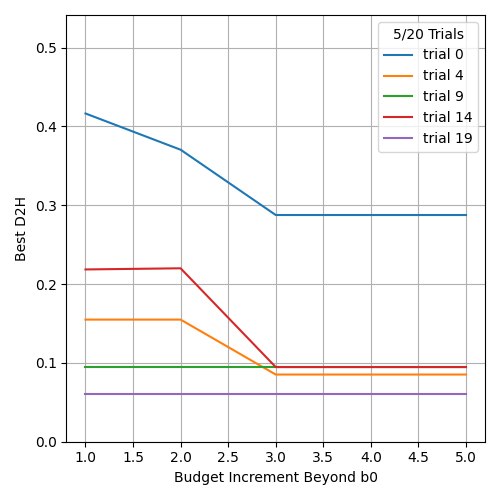 5/20 Trials
trial 0
trial 4
trial 9
trial 14
trial 19
0.5
0.4
0.3
0.2
0.1
0.0
Best D2H
1.0 1.5 2.0 2.5 3.0 3.5 4.0 4.5 5.0
Budget Increment Beyond b0